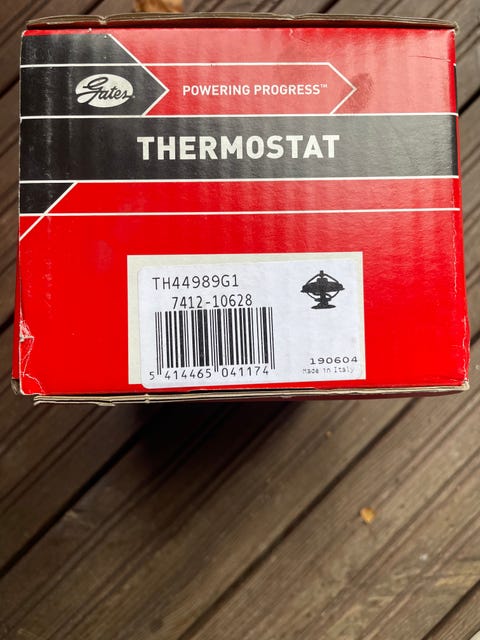 Gates
POWERING PROGRESS™
THERMOSTAT
TH44989G1
7412-10628
5 414465 041174
190604
Made in Italy